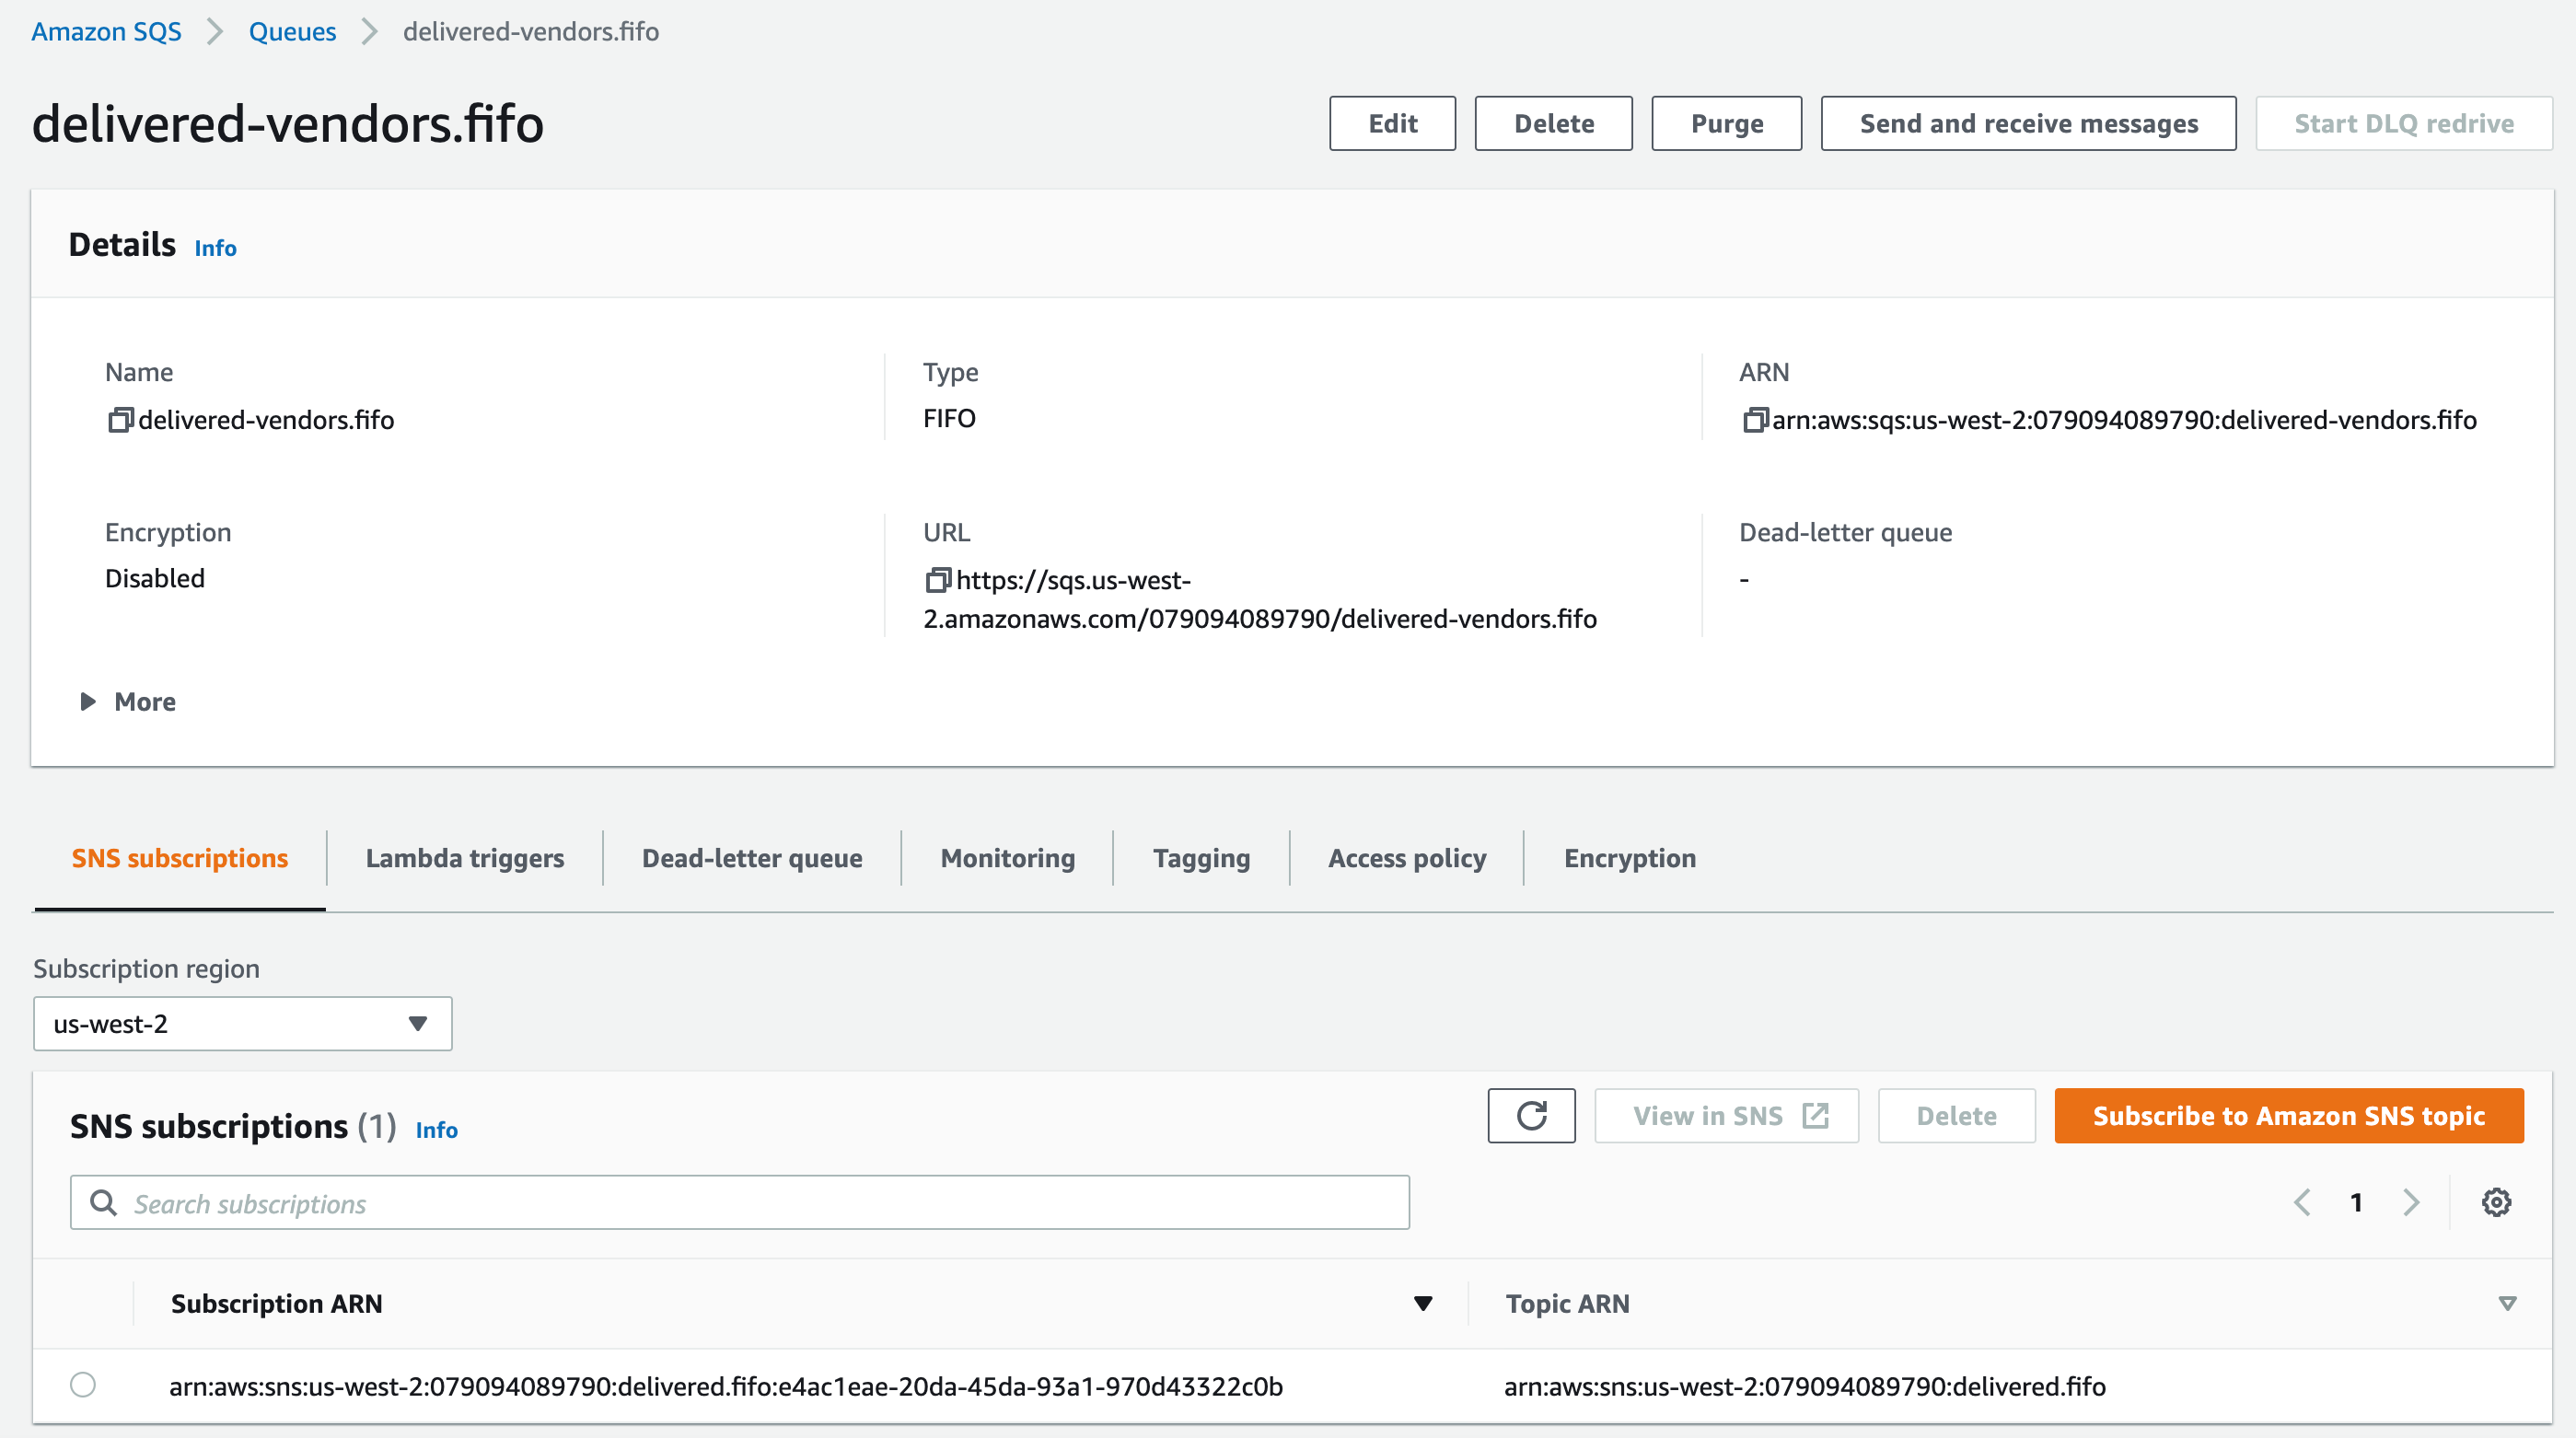 Amazon SQS > Queues > delivered-vendors.fifo
delivered-vendors.fifo
Edit
Delete
Purge
Send and receive messages
Start DLQ redrive
Details Info
Name
delivered-vendors.fifo
Type
FIFO
ARN
arn:aws:sqs:us-west-2:079094089790:delivered-vendors.fifo
Encryption
Disabled
URL
https://sqs.us-west-
2.amazonaws.com/079094089790/delivered-vendors.fifo
Dead-letter queue
-
More
SNS subscriptions
Lambda triggers
Dead-letter queue
Monitoring
Tagging
Access policy
Encryption
Subscription region
us-west-2
SNS subscriptions (1) Info
View in SNS
Delete
Subscribe to Amazon SNS topic
Search subscriptions
1
Subscription ARN
Topic ARN
arn:aws:sns:us-west-2:079094089790:delivered.fifo:e4ac1eae-20da-45da-93a1-970d43322c0b
arn:aws:sns:us-west-2:079094089790:delivered.fifo